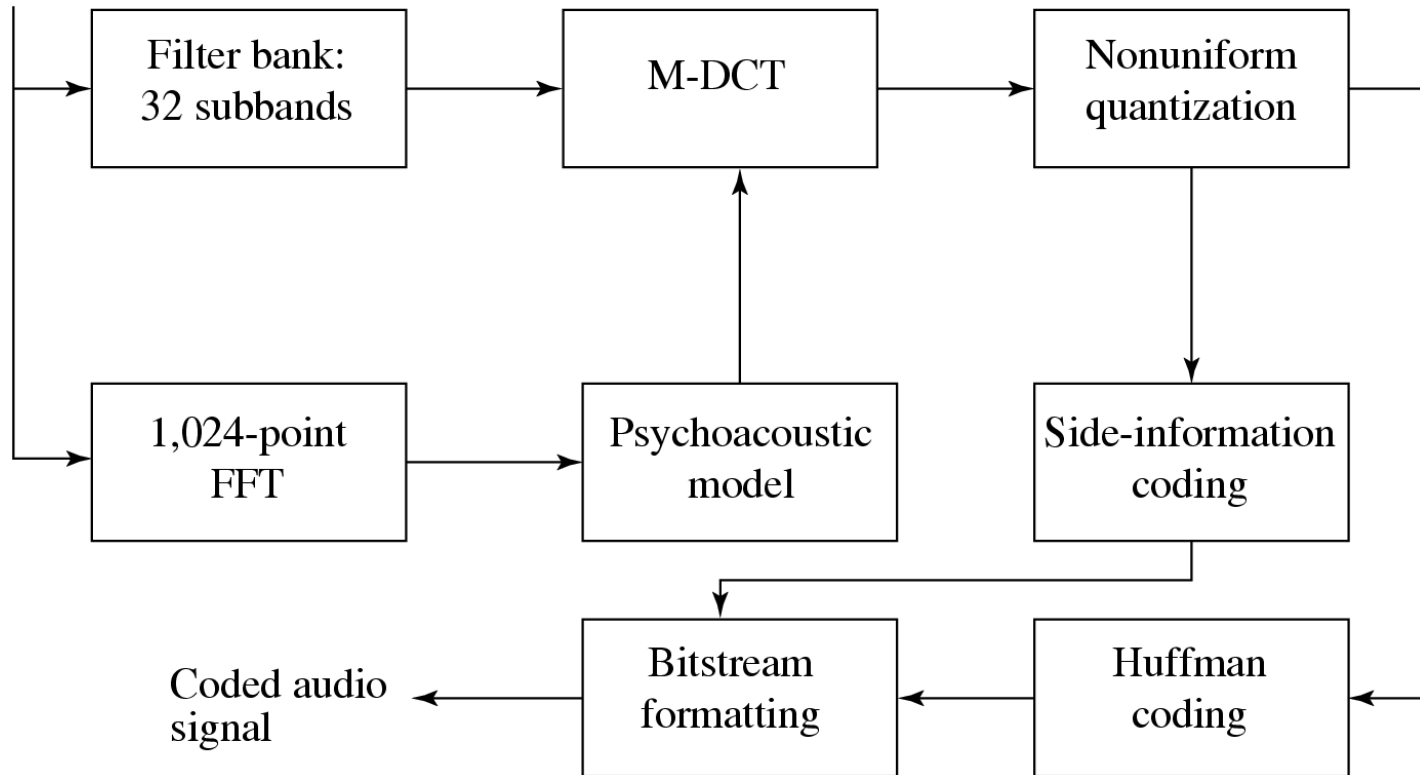 Filter bank:
32 subbands
M-DCT
Nonuniform
quantization
1,024-point
FFT
Psychoacoustic
model
Side-information
coding
Coded audio
signal
Bitstream
formatting
Huffman
coding